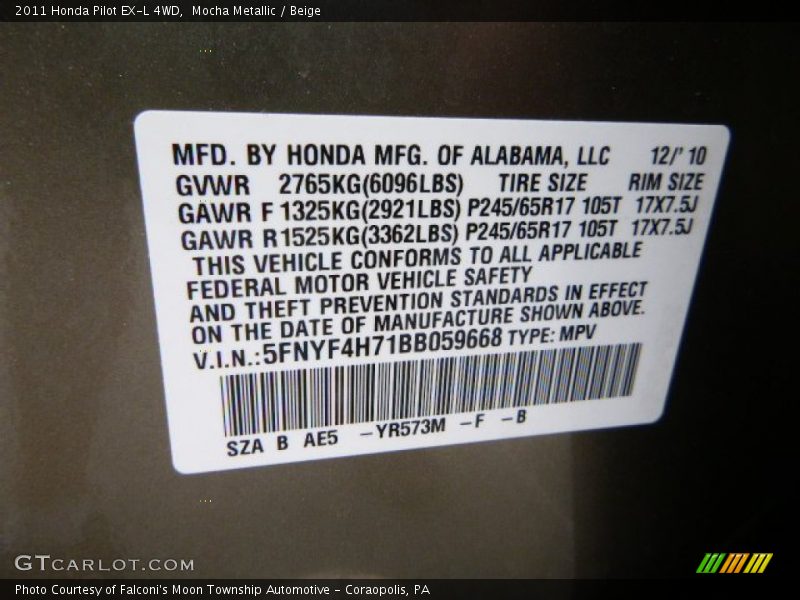 2011 Honda Pilot EX-L 4WD, Mocha Metallic / Beige
MFD. BY HONDA MFG. OF ALABAMA, LLC 12/' 10
GVWR 2765KG(6096LBS) TIRE SIZE RIM SIZE
GAWR F 1325KG(2921LBS) P245/65R17 105T 17X7.5J
GAWR R 1525KG(3362LBS) P245/65R17 105T 17X7.5J
THIS VEHICLE CONFORMS TO ALL APPLICABLE
FEDERAL MOTOR VEHICLE SAFETY
AND THEFT PREVENTION STANDARDS IN EFFECT
ON THE DATE OF MANUFACTURE SHOWN ABOVE.
V.I.N.:5FNYF4H71BB059668 TYPE: MPV
SZA B AE5 -YR573M -F -B
GTCARLOT.COM
Photo Courtesy of Falconi's Moon Township Automotive - Coraopolis, PA